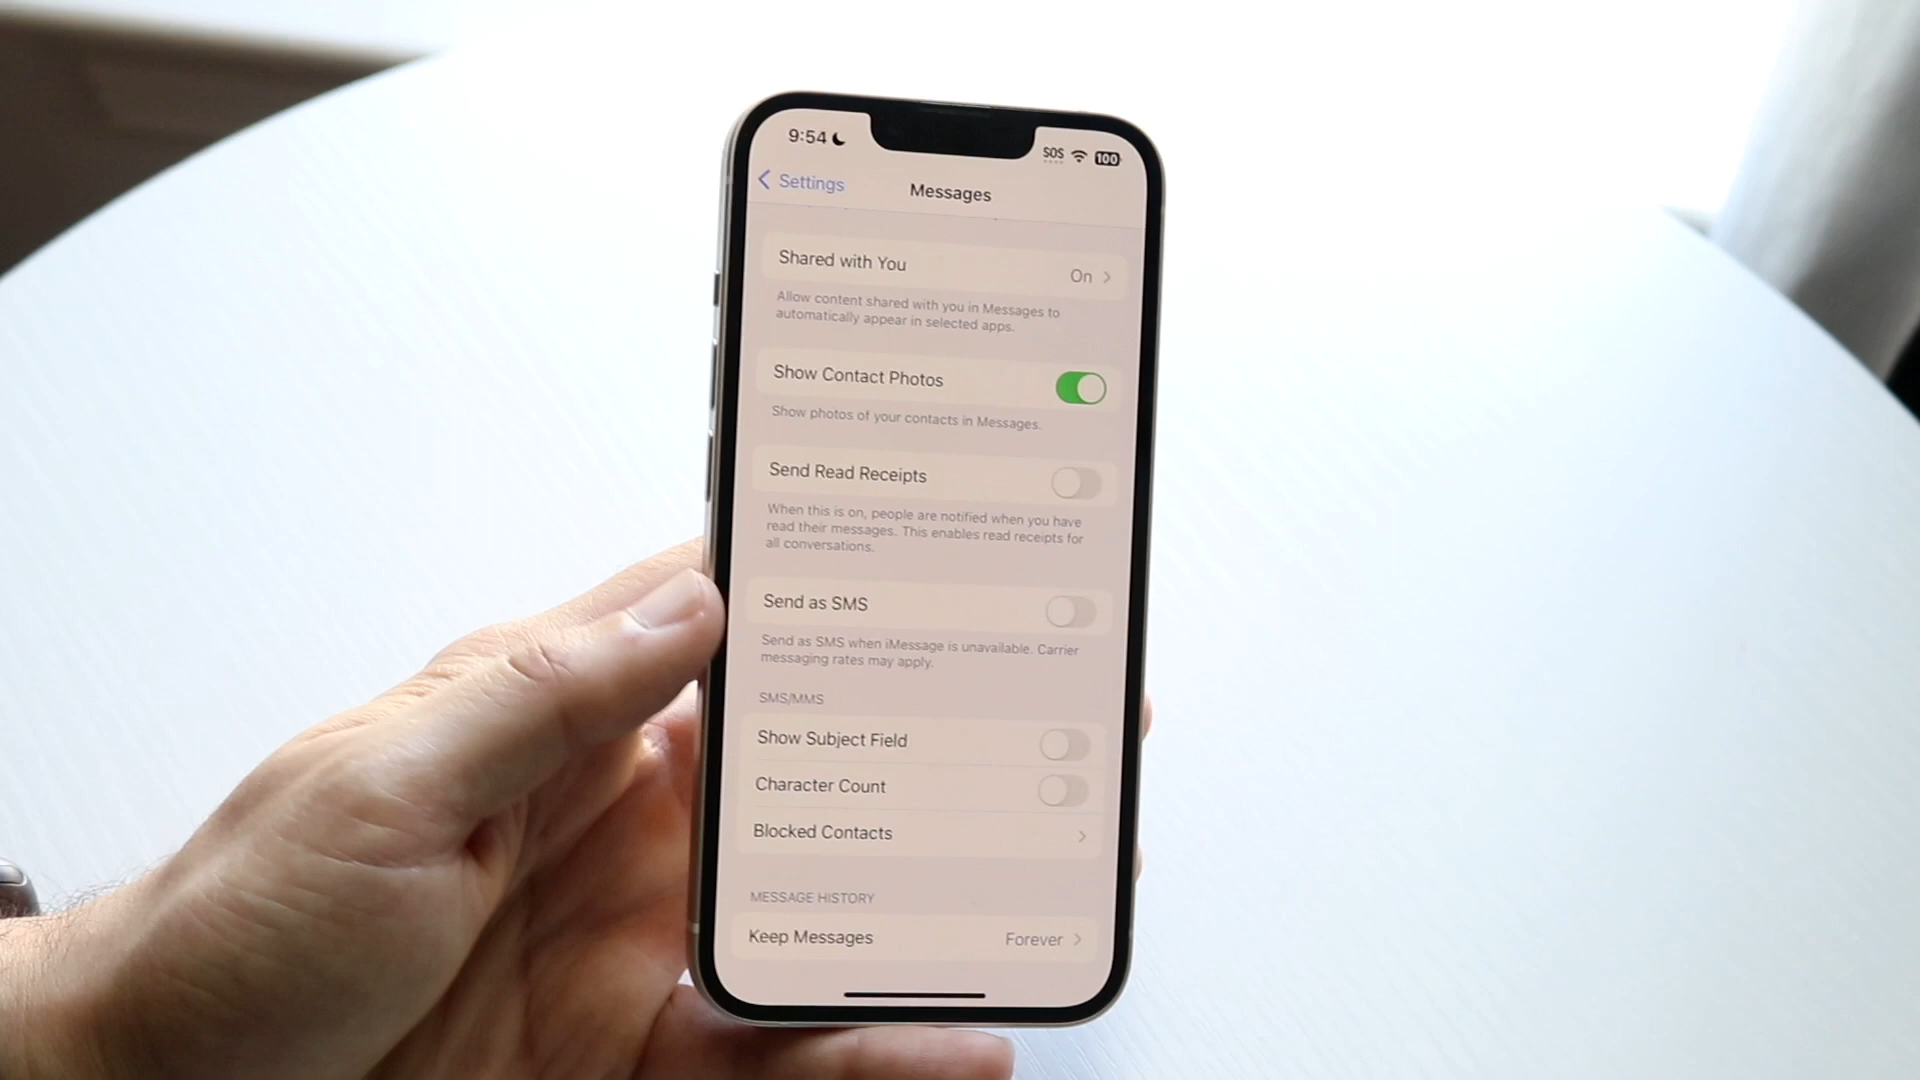 9:54
SOS
100
Settings
Messages
Shared with You
On
Allow content shared with you in Messages to
automatically appear in selected apps.
Show Contact Photos
Show photos of your contacts in Messages.
Send Read Receipts
When this is on, people are notified when you have
read their messages. This enables read receipts for
all conversations.
Send as SMS
Send as SMS when iMessage is unavailable. Carrier
messaging rates may apply.
SMS/MMS
Show Subject Field
Character Count
Blocked Contacts
MESSAGE HISTORY
Keep Messages
Forever